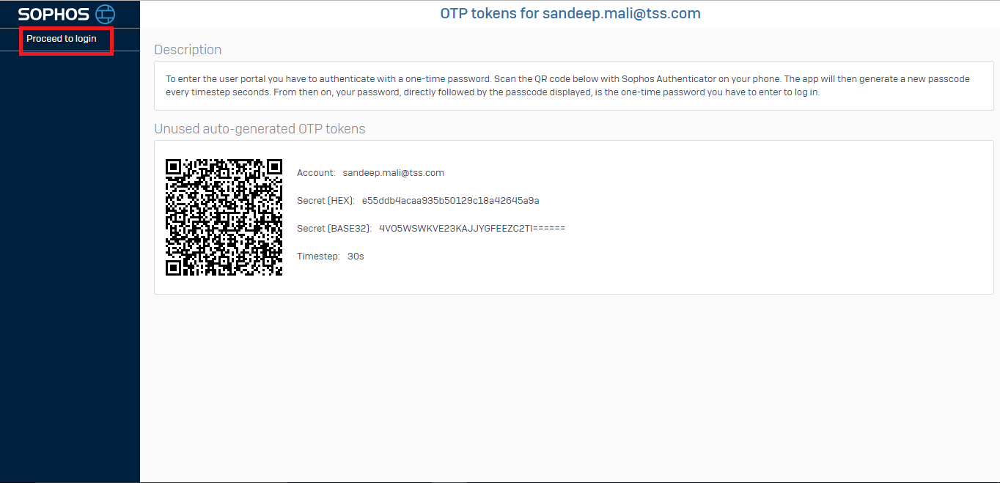 SOPHOS
Proceed to login
OTP tokens for sandeep.mali@tss.com
Description
To enter the user portal you have to authenticate with a one-time password. Scan the QR code below with Sophos Authenticator on your phone. The app will then generate a new passcode
every timestep seconds. From then on, your password, directly followed by the passcode displayed, is the one-time password you have to enter to log in.
Unused auto-generated OTP tokens
Account: sandeep.mali@tss.com
Secret (HEX): e55ddb4acaa935b50129c18a42645a9a
Secret (BASE32): 4VO5WSWKVE23KAJJYGFEEZC2TI======
Timestep: 30s